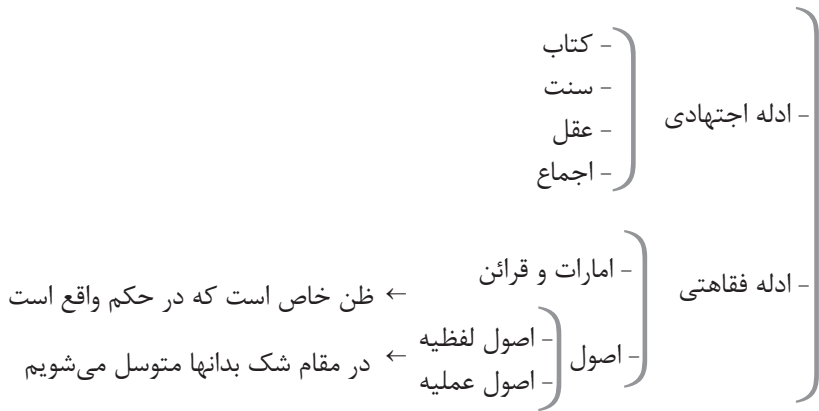 - ادله اجتهادی
- کتاب
- سنت
- عقل
- اجماع
- ادله فقاهتی
- امارات و قرائن ← ظن خاص است که در حکم واقع است
- اصول
- اصول لفظیه
- اصول عملیه
← در مقام شک بدانها متوسل می‌شویم